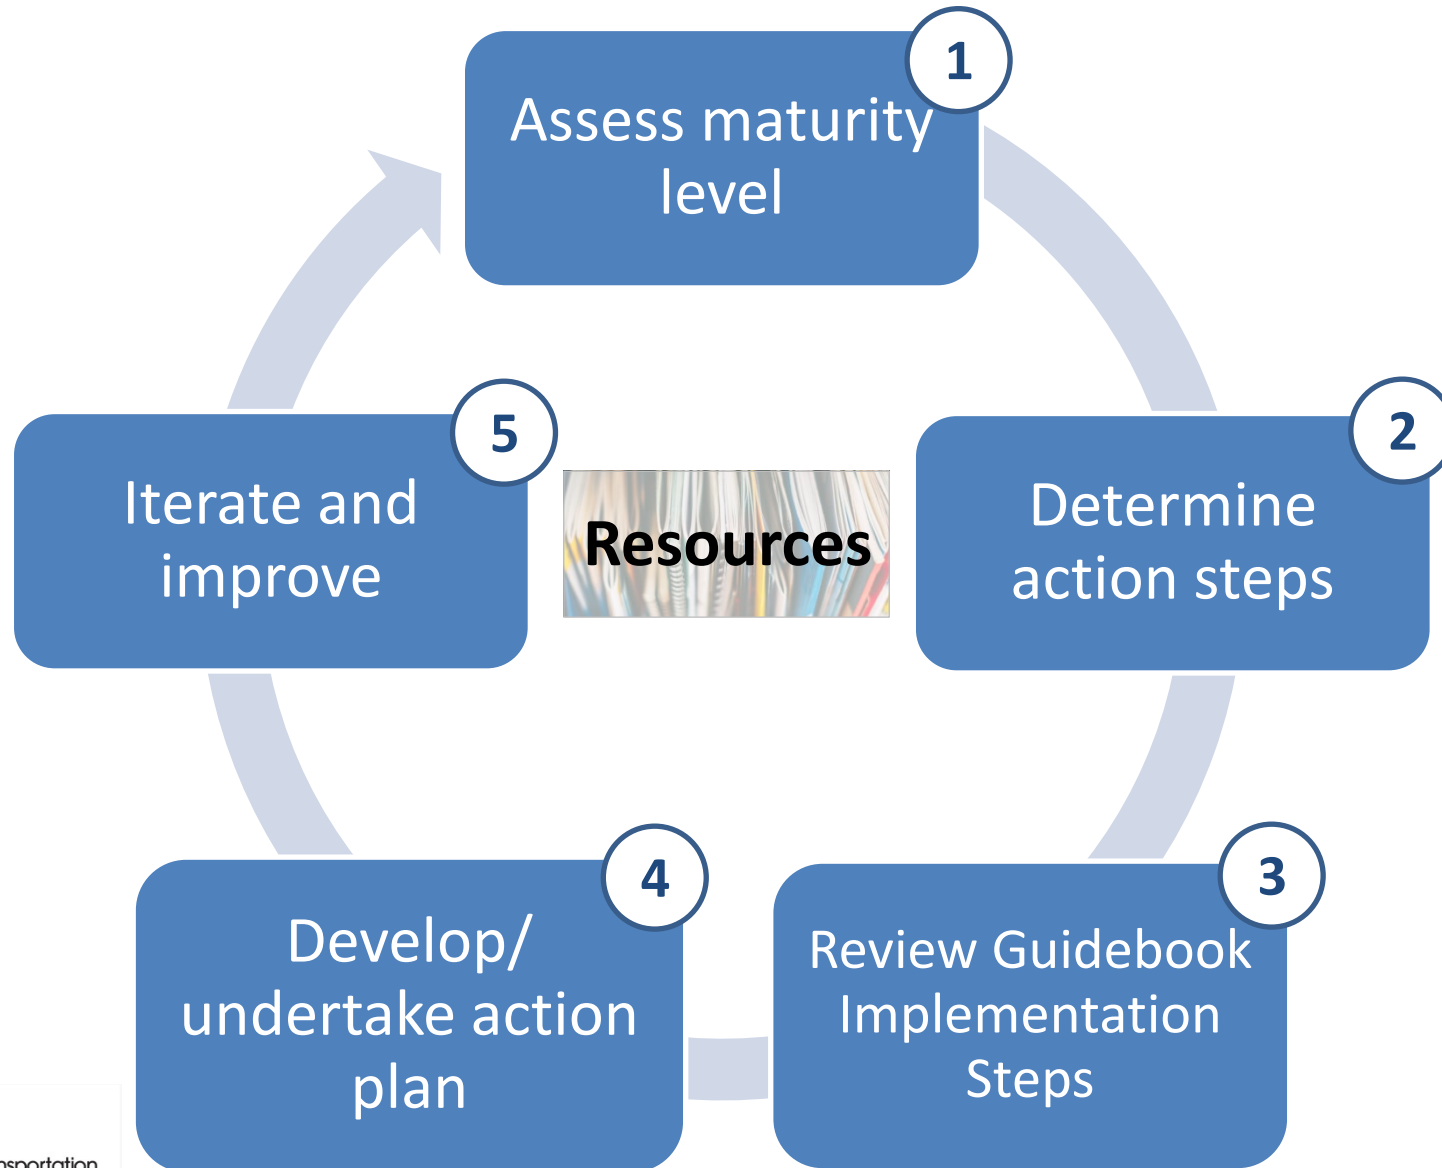 1
Assess maturity
level
2
Determine
action steps
3
Review Guidebook
Implementation
Steps
4
Develop/
undertake action
plan
5
Iterate and
improve
Resources